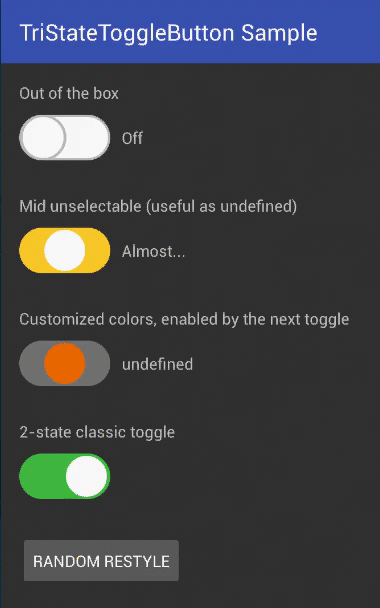 TriStateToggleButton Sample
Out of the box
Off
Mid unselectable (useful as undefined)
Almost...
Customized colors, enabled by the next toggle
undefined
2-state classic toggle
RANDOM RESTYLE